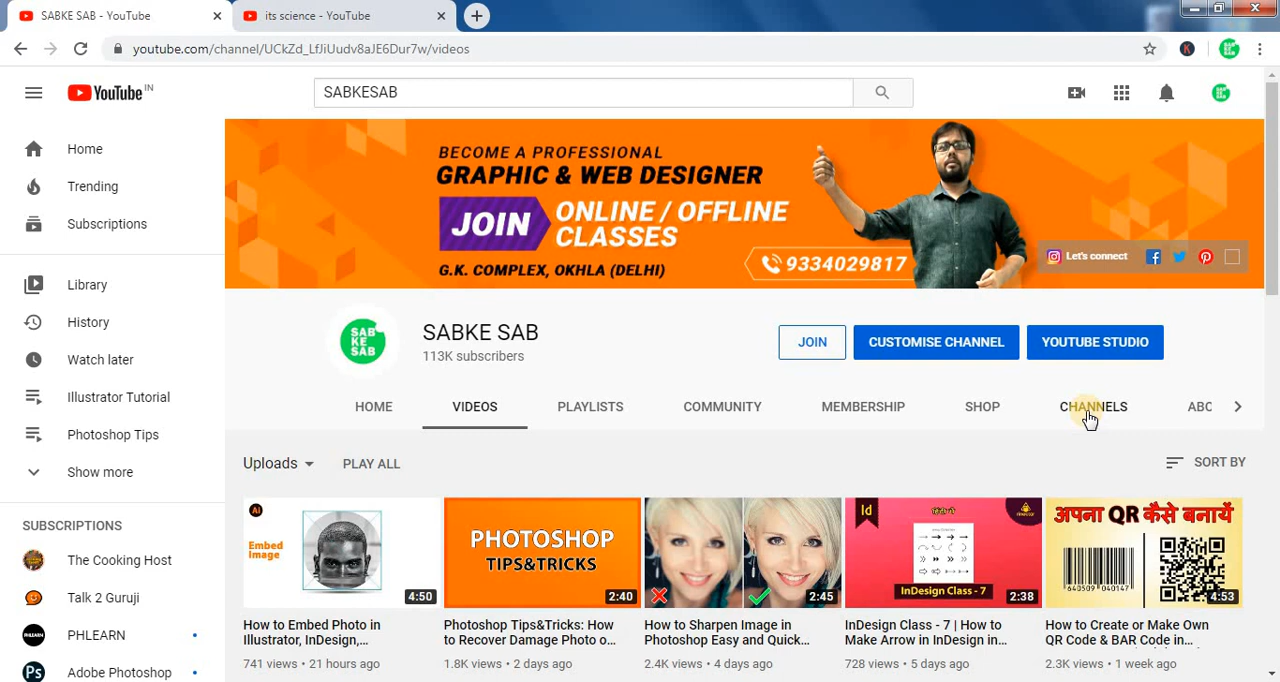 SABKE SAB - YouTube
its science - YouTube
youtube.com/channel/UCkZd_LfJiUudv8aJE6Dur7w/videos
YouTube IN
SABKESAB
Home
Trending
Subscriptions
Library
History
Watch later
Illustrator Tutorial
Photoshop Tips
Show more
SUBSCRIPTIONS
The Cooking Host
Talk 2 Guruji
PHLEARN
PHLEARN
Ps
Adobe Photoshop
BECOME A PROFESSIONAL
GRAPHIC & WEB DESIGNER
JOIN
ONLINE / OFFLINE
CLASSES
G.K. COMPLEX, OKHLA (DELHI)
9334029817
Let's connect
SAB
KE
SAB
SABKE SAB
113K subscribers
JOIN
CUSTOMISE CHANNEL
YOUTUBE STUDIO
HOME
VIDEOS
PLAYLISTS
COMMUNITY
MEMBERSHIP
SHOP
CHANNELS
ABC
Uploads
PLAY ALL
SORT BY
Ai
Embed
Image
4:50
How to Embed Photo in
Illustrator, InDesign,...
741 views • 21 hours ago
PHOTOSHOP
TIPS&TRICKS
2:40
Photoshop Tips&Tricks: How
to Recover Damage Photo o...
1.8K views • 2 days ago
2:45
How to Sharpen Image in
Photoshop Easy and Quick...
2.4K views • 4 days ago
Id
InDesign Class - 7
2:38
InDesign Class - 7 | How to
Make Arrow in InDesign in...
728 views • 5 days ago
अपना QR कैसे बनायें
640509 040147
4:53
How to Create or Make Own
QR Code & BAR Code in...
2.3K views • 1 week ago